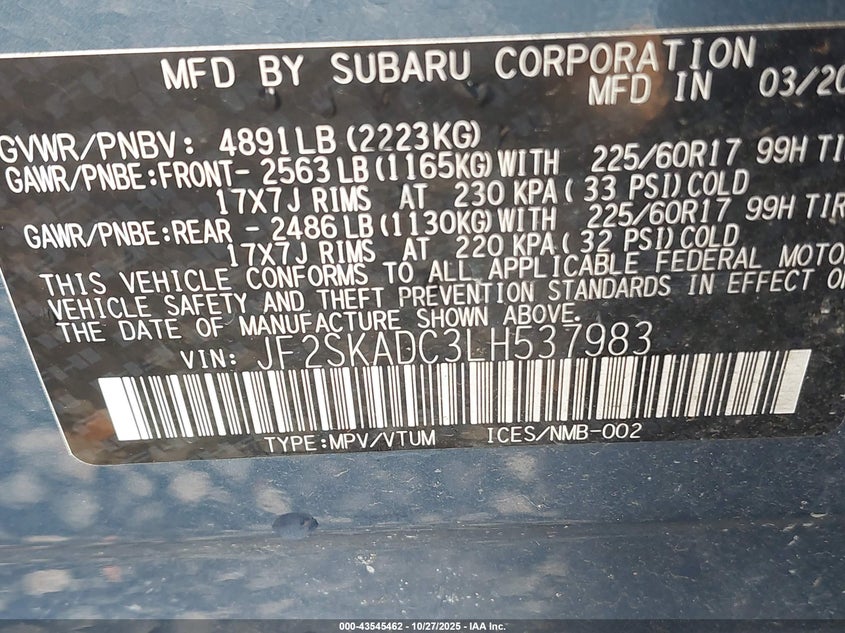 MFD BY SUBARU CORPORATION
MFD IN 03/20
GVWR/PNBV: 4891LB (2223KG)
GAWR/PNBE:FRONT- 2563 LB (1165KG) WITH 225/60R17 99H TI
17X7J RIMS AT 230 KPA ( 33 PSI) COLD
GAWR/PNBE:REAR - 2486 LB (1130KG) WITH 225/60R17 99H TIR
17X7J RIMS AT 220 KPA ( 32 PSI) COLD
THIS VEHICLE CONFORMS TO ALL APPLICABLE FEDERAL MOTO
VEHICLE SAFETY AND THEFT PREVENTION STANDARDS IN EFFECT O
THE DATE OF MANUFACTURE SHOWN ABOVE.
VIN: JF2SKADC3LH537983
TYPE:MPV/VTUM ICES/NMB-002
000-43545462 - 10/27/2025 - IAA Inc.